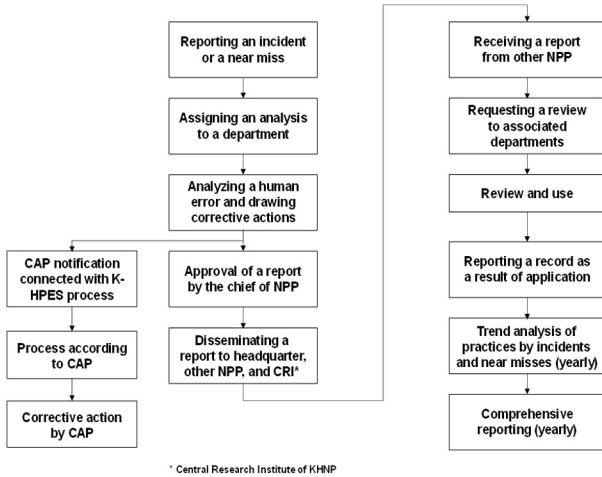 Reporting an incident
or a near miss
Assigning an analysis
to a department
Analyzing a human
error and drawing
corrective actions
CAP notification
connected with K-
HPES process
Process according
to CAP
Corrective action
by CAP
Approval of a report
by the chief of NPP
Disseminating a
report to headquarter,
other NPP, and CRI*
Receiving a report
from other NPP
Requesting a review
to associated
departments
Review and use
Reporting a record as
a result of application
Trend analysis of
practices by incidents
and near misses (yearly)
Comprehensive
reporting (yearly)
* Central Research Institute of KHNP